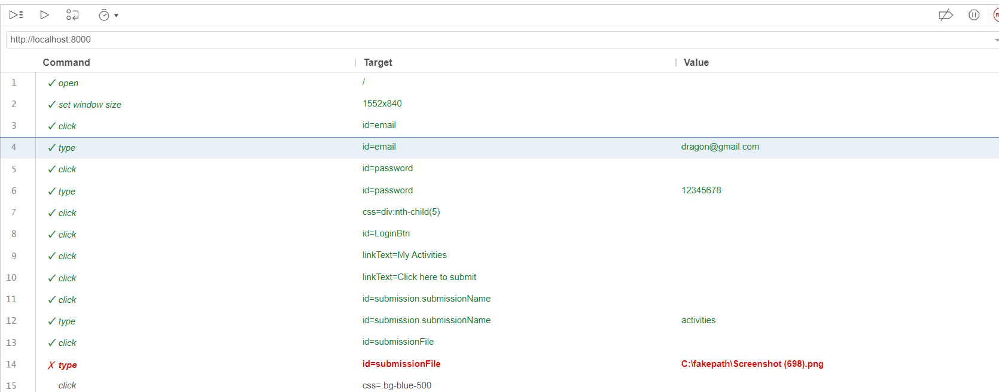 http://localhost:8000
Command Target Value
1 ✓ open /
2 ✓ set window size 1552x840
3 ✓ click id=email
4 ✓ type id=email dragon@gmail.com
5 ✓ click id=password
6 ✓ type id=password 12345678
7 ✓ click css=div:nth-child(5)
8 ✓ click id=LoginBtn
9 ✓ click linkText=My Activities
10 ✓ click linkText=Click here to submit
11 ✓ click id=submission.submissionName
12 ✓ type id=submission.submissionName activities
13 ✓ click id=submissionFile
14 ✗ type id=submissionFile C:\fakepath\Screenshot (698).png
15 click css=.bg-blue-500